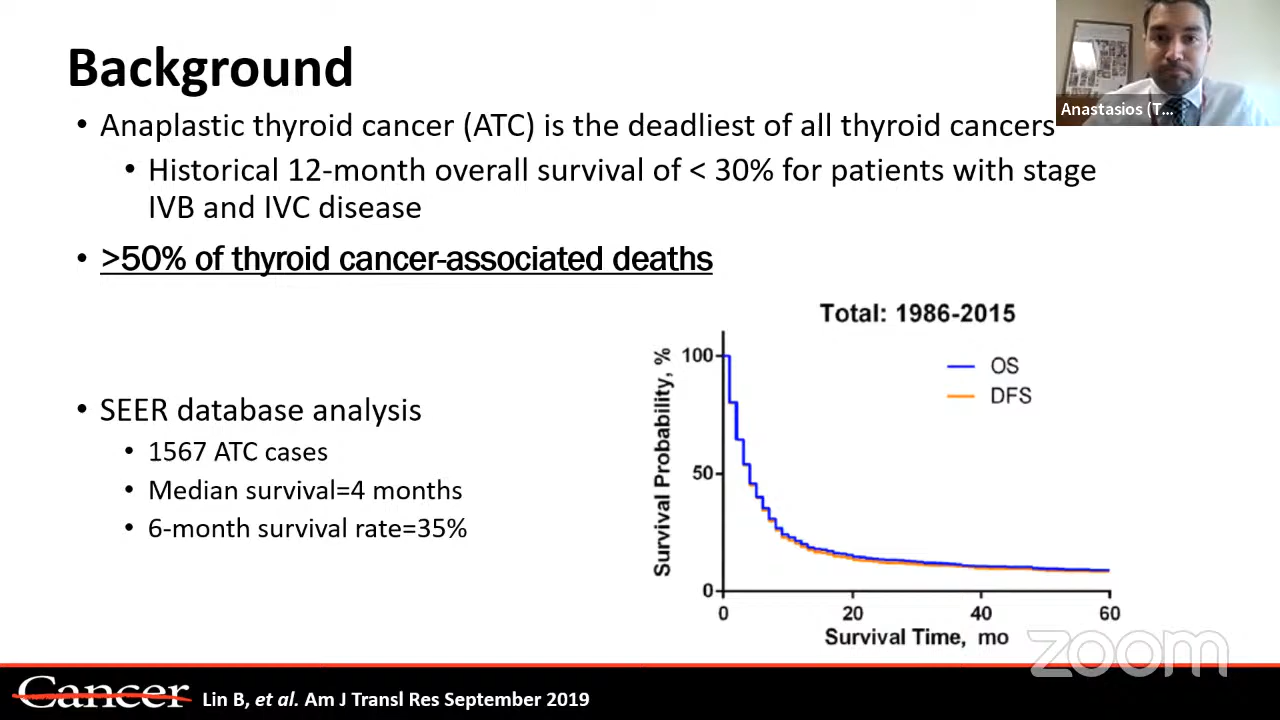 Background
• Anaplastic thyroid cancer (ATC) is the deadliest of all thyroid cancers
• Historical 12-month overall survival of < 30% for patients with stage
IVB and IVC disease
• >50% of thyroid cancer-associated deaths
• SEER database analysis
• 1567 ATC cases
• Median survival=4 months
• 6-month survival rate=35%
Total: 1986-2015
OS
DFS
Survival Probability, %
100
50
0
0 20 40 60
Survival Time, mo
Anastasios (T...
zoom
Cancer
Lin B, et al. Am J Transl Res September 2019